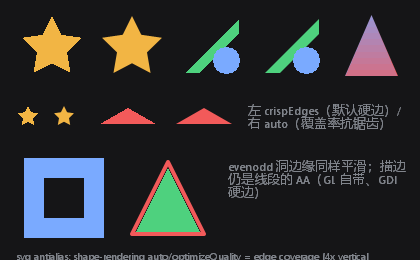 左 crispEdges（默认硬边）/
右 auto（覆盖率抗锯齿）
evenodd 洞边缘同样平滑；描边
仍是线段的 AA（GL 自带、GDI
硬边）
svg antialias: shape-rendering auto/optimizeQuality = edge coverage (4x vertical